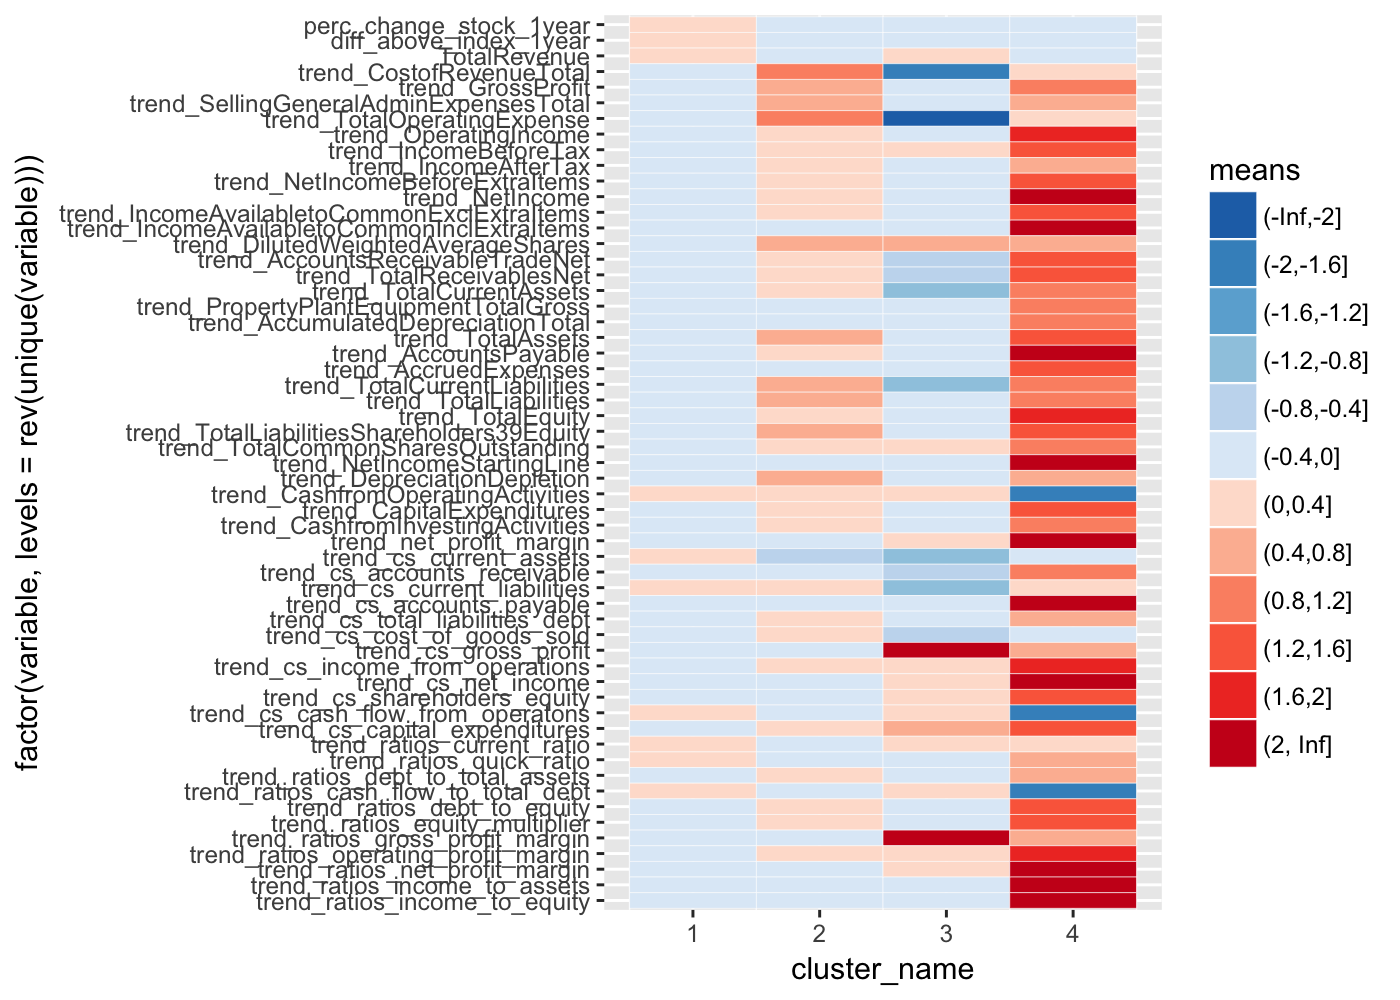 perc_change_stock_1year
diff_above_index_1year
TotalRevenue
trend_CostofRevenueTotal
trend_GrossProfit
trend_SellingGeneralAdminExpensesTotal
trend_TotalOperatingExpense
trend_OperatingIncome
trend_IncomeBeforeTax
trend_IncomeAfterTax
trend_NetIncomeBeforeExtraItems
trend_NetIncome
trend_IncomeAvailabletoCommonExclExtraItems
trend_IncomeAvailabletoCommonInclExtraItems
trend_DilutedWeightedAverageShares
trend_AccountsReceivableTradeNet
trend_TotalReceivablesNet
trend_TotalCurrentAssets
trend_PropertyPlantEquipmentTotalGross
trend_AccumulatedDepreciationTotal
trend_TotalAssets
trend_AccountsPayable
trend_AccruedExpenses
trend_TotalCurrentLiabilities
trend_TotalLiabilities
trend_TotalEquity
trend_TotalLiabilitiesShareholders39Equity
trend_TotalCommonSharesOutstanding
trend_NetIncomeStartingLine
trend_DepreciationDepletion
trend_CashfromOperatingActivities
trend_CapitalExpenditures
trend_CashfromInvestingActivities
trend_net_profit_margin
trend_cs_current_assets
trend_cs_accounts_receivable
trend_cs_current_liabilities
trend_cs_accounts_payable
trend_cs_total_liabilities_debt
trend_cs_cost_of_goods_sold
trend_cs_gross_profit
trend_cs_income_from_operations
trend_cs_net_income
trend_cs_shareholders_equity
trend_cs_cash_flow_from_operatons
trend_cs_capital_expenditures
trend_ratios_current_ratio
trend_ratios_quick_ratio
trend_ratios_debt_to_total_assets
trend_ratios_cash_flow_to_total_debt
trend_ratios_debt_to_equity
trend_ratios_equity_multiplier
trend_ratios_gross_profit_margin
trend_ratios_operating_profit_margin
trend_ratios_net_profit_margin
trend_ratios_income_to_assets
trend_ratios_income_to_equity
factor(variable, levels = rev(unique(variable)))
1 2 3 4
cluster_name
means
(-Inf,-2]
(-2,-1.6]
(-1.6,-1.2]
(-1.2,-0.8]
(-0.8,-0.4]
(-0.4,0]
(0,0.4]
(0.4,0.8]
(0.8,1.2]
(1.2,1.6]
(1.6,2]
(2, Inf]